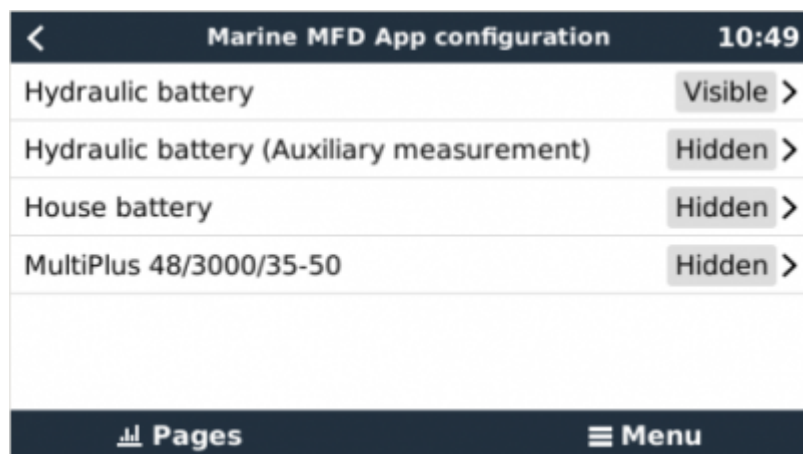 Marine MFD App configuration 10:49
Hydraulic battery Visible
Hydraulic battery (Auxiliary measurement) Hidden
House battery Hidden
MultiPlus 48/3000/35-50 Hidden
Pages Menu